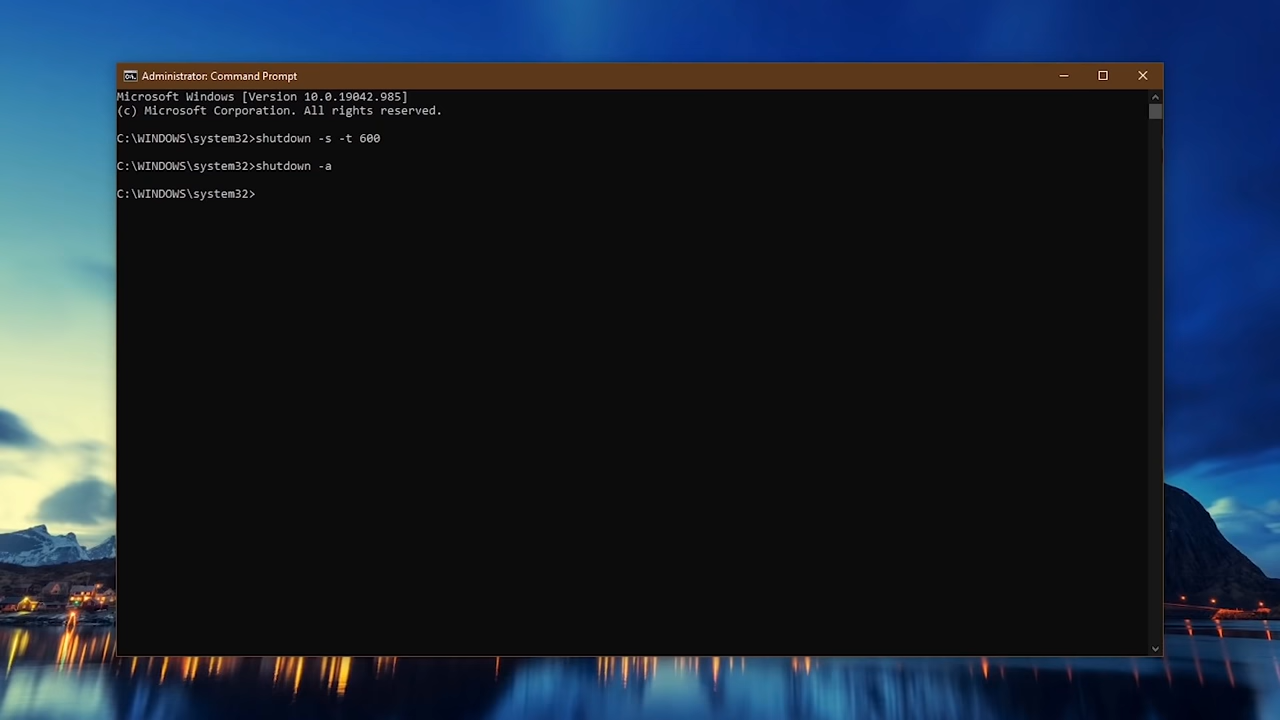 Administrator: Command Prompt
Microsoft Windows [Version 10.0.19042.985]
(c) Microsoft Corporation. All rights reserved.
C:\WINDOWS\system32>shutdown -s -t 600
C:\WINDOWS\system32>shutdown -a
C:\WINDOWS\system32>